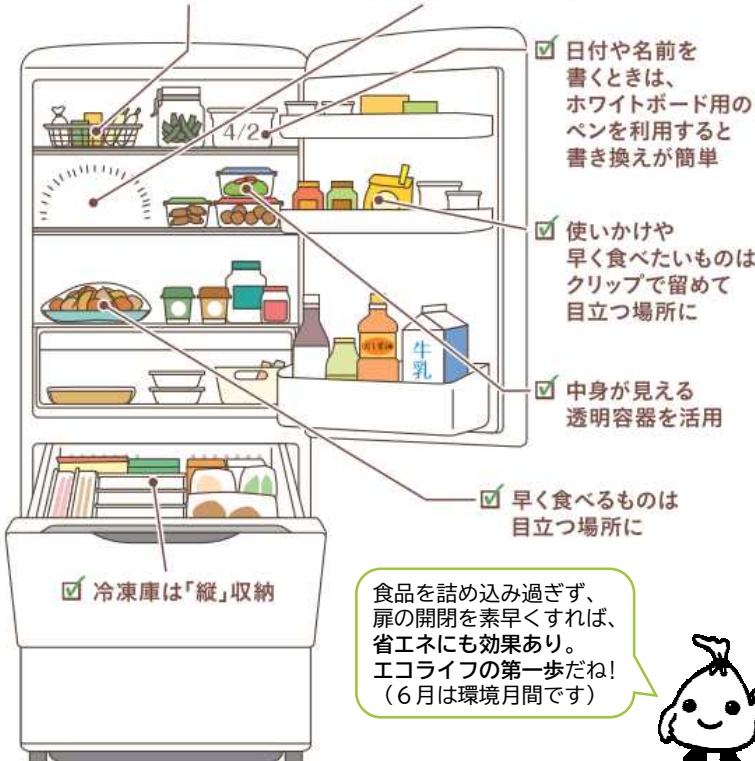 日付や名前を
書くときは、
ホワイトボード用の
ペンを利用すると
書き換えが簡単
4/2
使いかけや
早く食べたいものは
クリップで留めて
目立つ場所に
牛
乳
中身が見える
透明容器を活用
早く食べるものは
目立つ場所に
冷凍庫は「縦」収納
食品を詰め込み過ぎず、
扉の開閉を素早くすれば、
省エネにも効果あり。
エコライフの第一歩だね!
(6月は環境月間です)